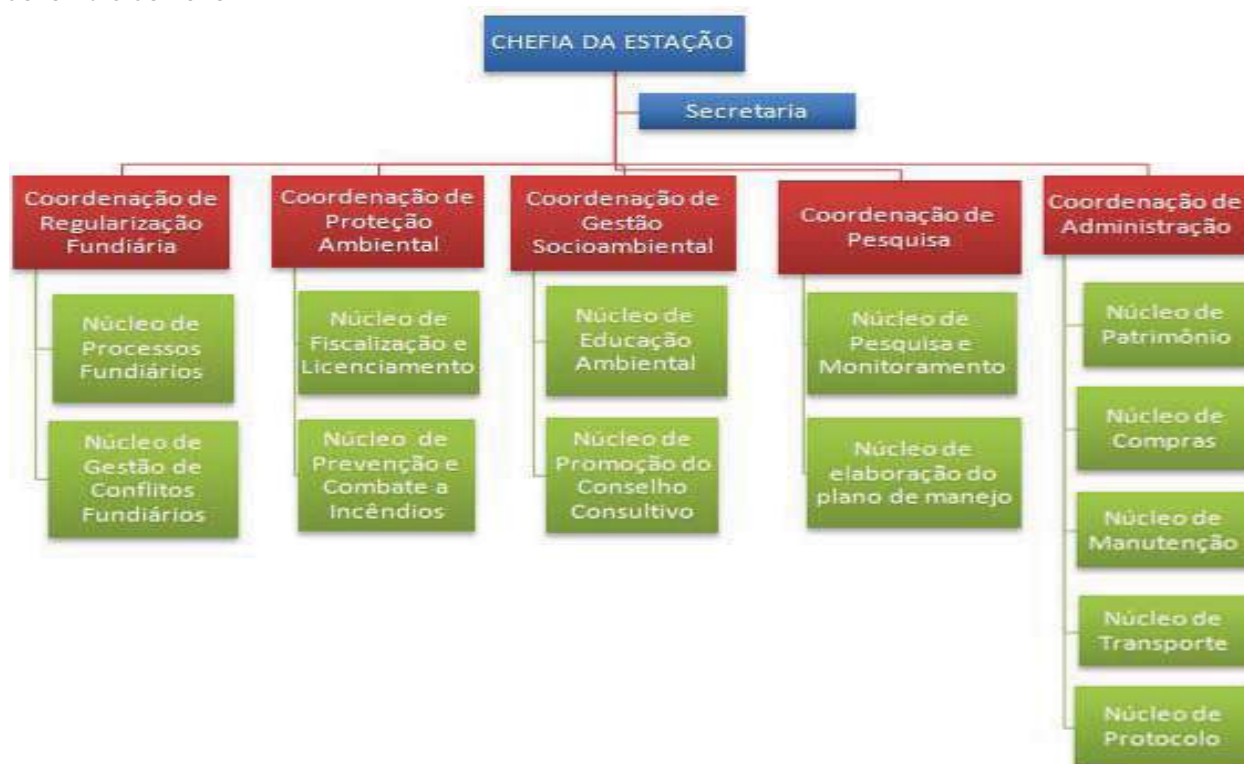 CHEFIA DA ESTAÇÃO
Secretaria
Coordenação de
Regularização
Fundiária
Núcleo de
Processos
Fundiários
Núcleo de
Gestão de
Conflitos
Fundiários
Coordenação de
Proteção
Ambiental
Núcleo de
Fiscalização e
Licenciamento
Núcleo de
Prevenção e
Combate a
Incêndios
Coordenação de
Gestão
Socioambiental
Núcleo de
Educação
Ambiental
Núcleo de
Promoção do
Conselho
Consultivo
Coordenação de
Pesquisa
Núcleo de
Pesquisa e
Monitoramento
Núcleo de
elaboração do
plano de manejo
Coordenação de
Administração
Núcleo de
Patrimônio
Núcleo de
Compras
Núcleo de
Manutenção
Núcleo de
Transporte
Núcleo de
Protocolo